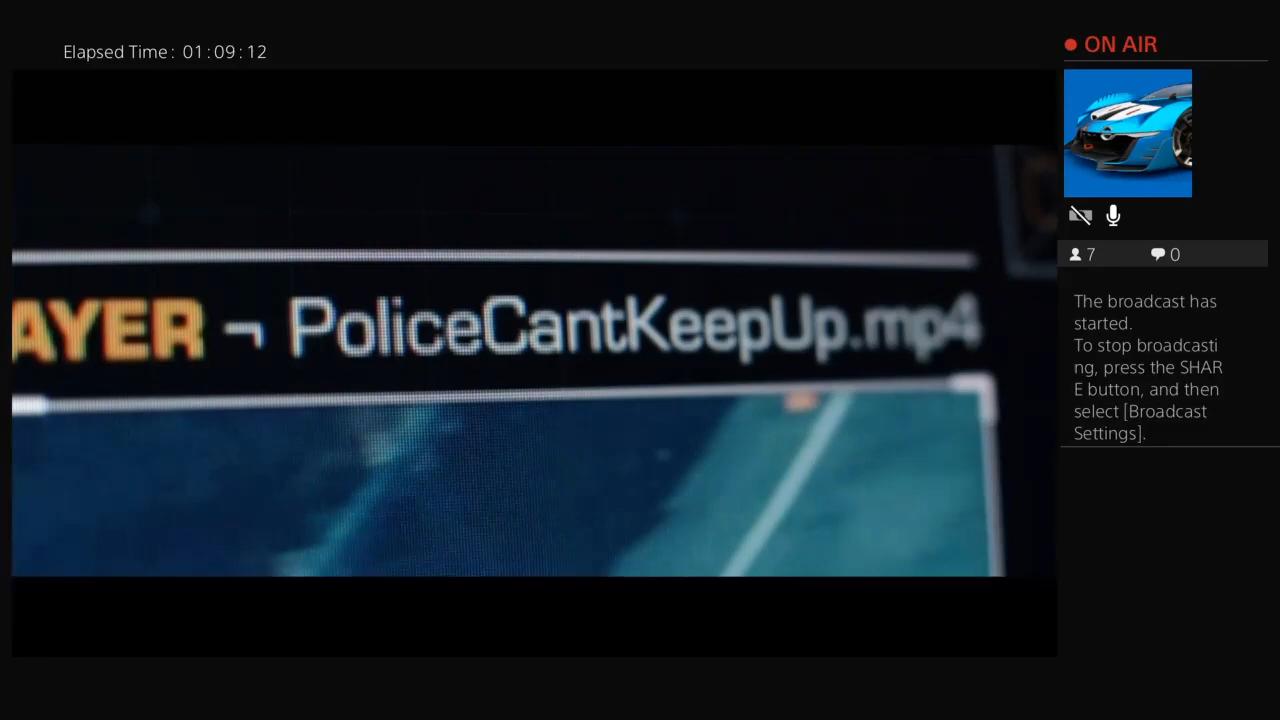 Elapsed Time: 01:09:12
ON AIR
AYER ¬ PoliceCantKeepUp.mp4
7
0
The broadcast has
started.
To stop broadcasti
ng, press the SHAR
E button, and then
select [Broadcast
Settings].